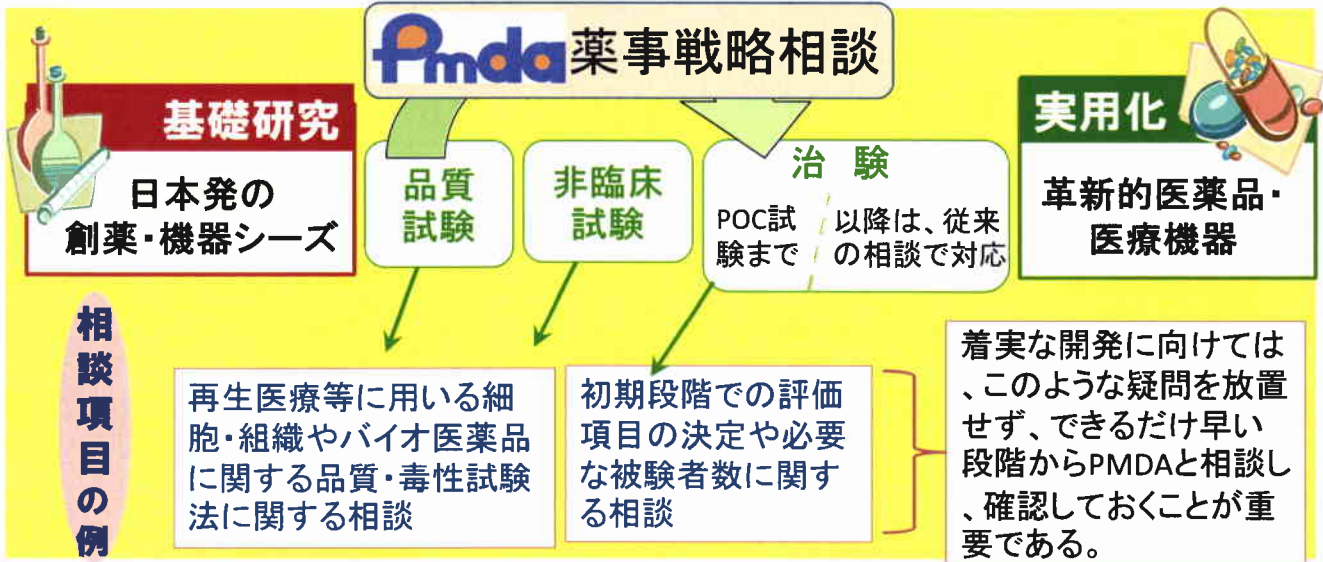 Pmda薬事戦略相談
基礎研究
日本発の
創薬・機器シーズ
品質
試験
非臨床
試験
治 験
POC試
験まで
以降は、従来
の相談で対応
実用化
革新的医薬品・
医療機器
相談項目の例
再生医療等に用いる細
胞・組織やバイオ医薬品
に関する品質・毒性試験
法に関する相談
初期段階での評価
項目の決定や必要
な被験者数に関す
る相談
着実な開発に向けては
、このような疑問を放置
せず、できるだけ早い
段階からPMDAと相談し
、確認しておくことが重
要である。